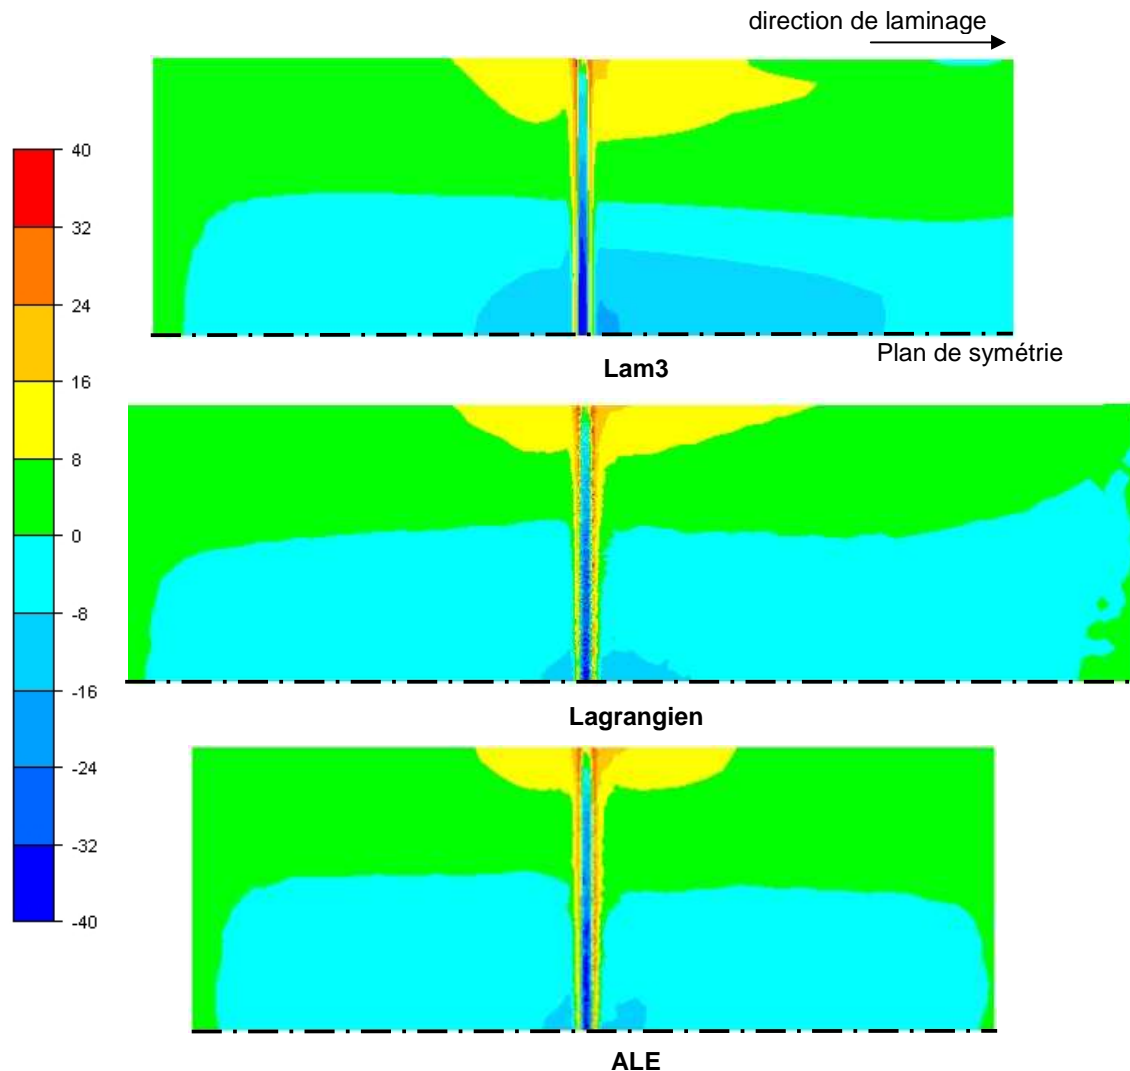 direction de laminage
40
32
24
16
8
0
-8
-16
-24
-32
-40
Plan de symétrie
Lam3
Lagrangien
ALE